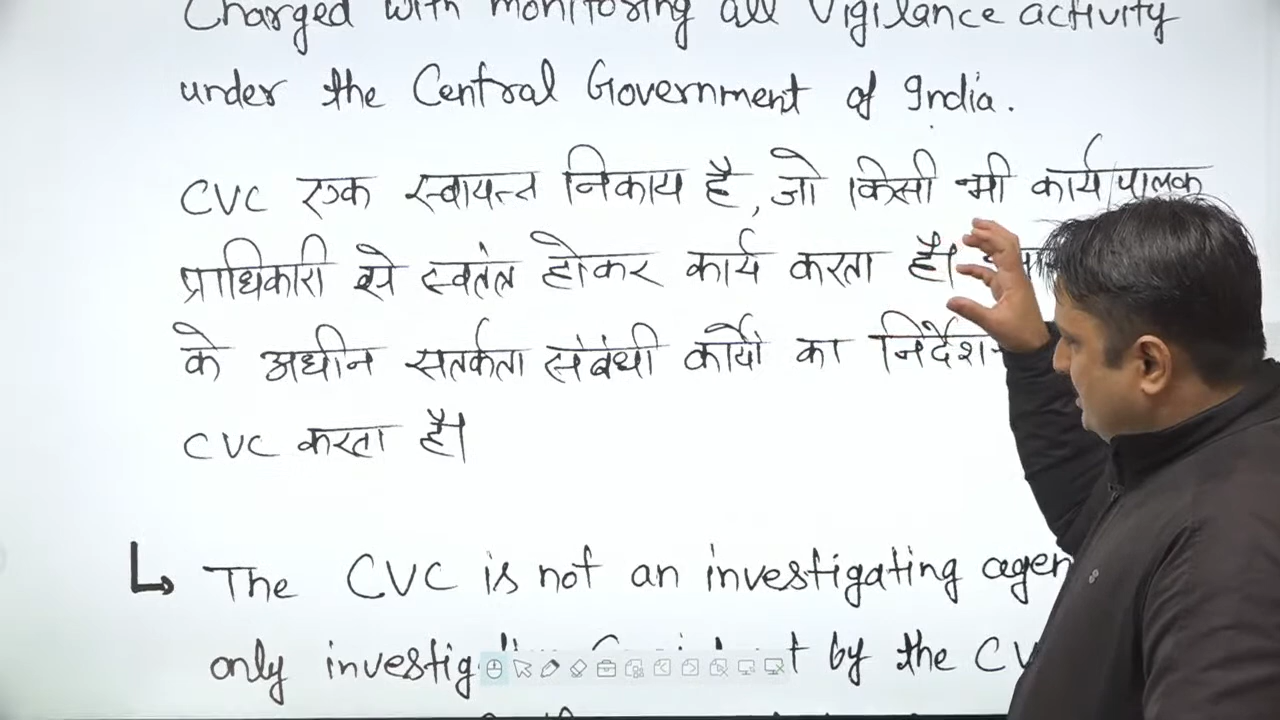 Charged with monitoring all Vigilance activity
under the Central Government of India.
CVC एक स्वायत्त निकाय है, जो किसी भी कार्यपालक
प्राधिकारी से स्वतंत्र होकर कार्य करता है।
के अधीन सतर्कता संबंधी कार्यो का
CVC करता है।
The CVC is not an investigating
only by the